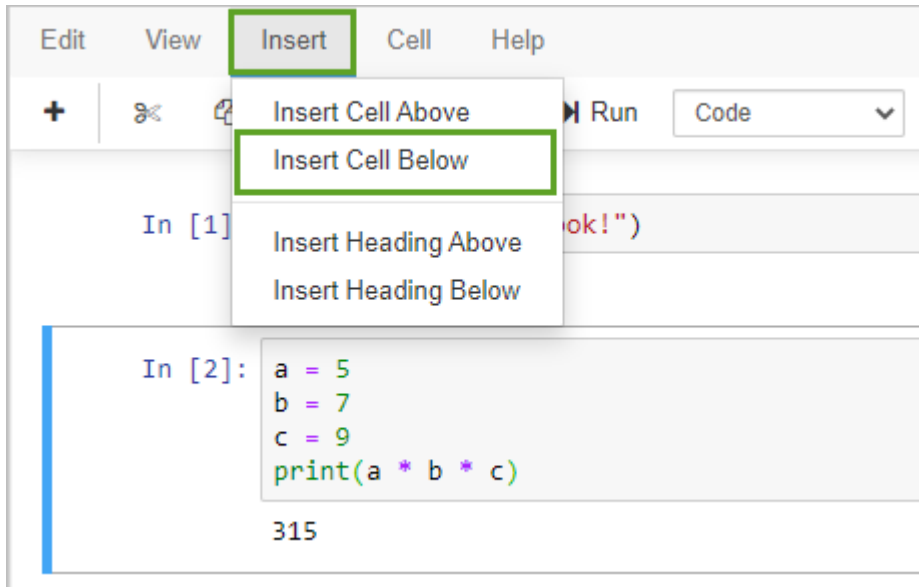 Edit View Insert Cell Help
+ Run Code
Insert Cell Above
Insert Cell Below
In [1] ok!")
Insert Heading Above
Insert Heading Below
In [2]: a = 5
b = 7
c = 9
print(a * b * c)
315